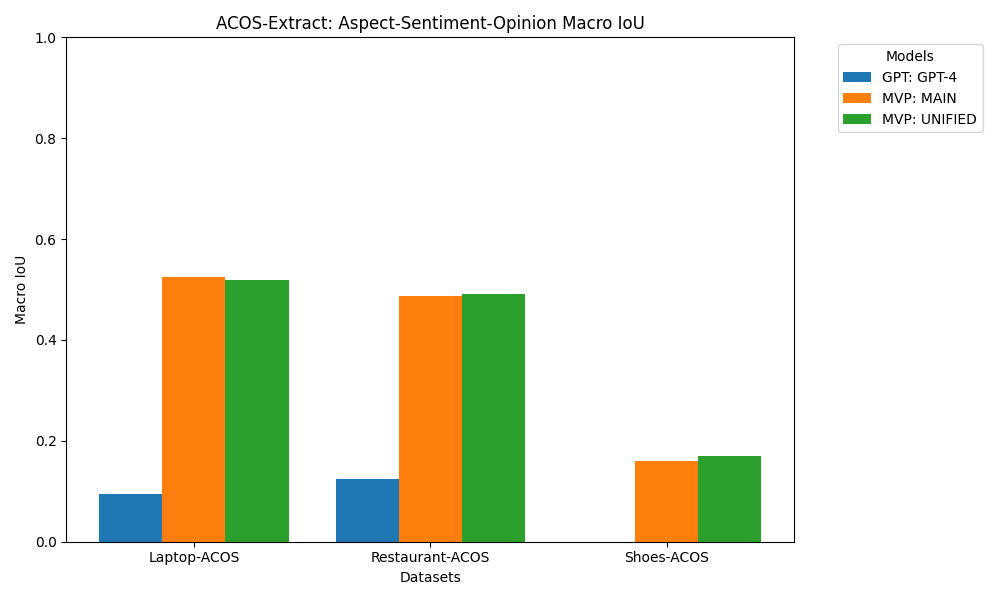 ACOS-Extract: Aspect-Sentiment-Opinion Macro IoU
Models
GPT: GPT-4
MVP: MAIN
MVP: UNIFIED
Macro IoU
1.0
0.8
0.6
0.4
0.2
0.0
Laptop-ACOS
Restaurant-ACOS
Shoes-ACOS
Datasets